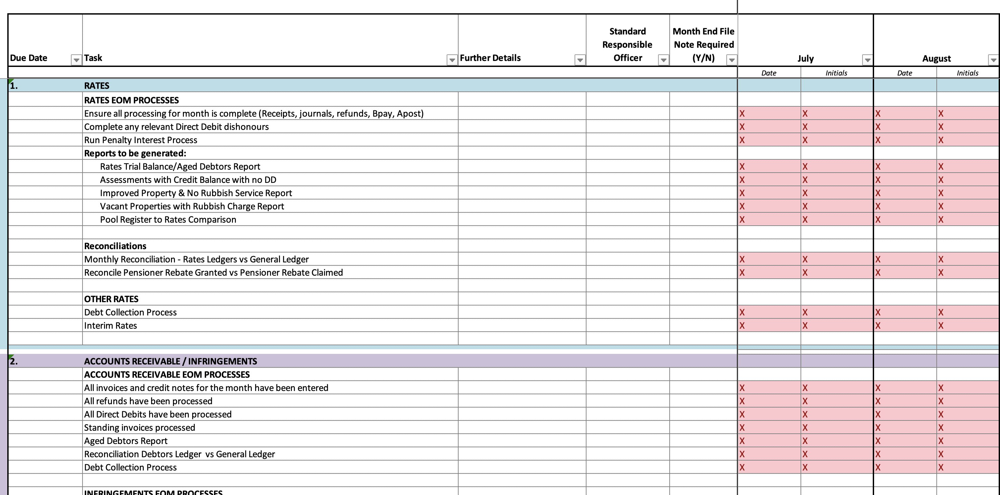 Standard Month End File
Responsible Note Required
Due Date Task Further Details Officer (Y/N) July August
Date Initials Date Initials
1. RATES
RATES EOM PROCESSES
Ensure all processing for month is complete (Receipts, journals, refunds, Bpay, Apost) X X X X
Complete any relevant Direct Debit dishonours X X X X
Run Penalty Interest Process X X X X
Reports to be generated:
Rates Trial Balance/Aged Debtors Report X X X X
Assessments with Credit Balance with no DD X X X X
Improved Property & No Rubbish Service Report X X X X
Vacant Properties with Rubbish Charge Report X X X X
Pool Register to Rates Comparison X X X X
Reconciliations
Monthly Reconciliation - Rates Ledgers vs General Ledger X X X X
Reconcile Pensioner Rebate Granted vs Pensioner Rebate Claimed X X X X
OTHER RATES
Debt Collection Process X X X X
Interim Rates X X X X
2. ACCOUNTS RECEIVABLE / INFRINGEMENTS
ACCOUNTS RECEIVABLE EOM PROCESSES
All invoices and credit notes for the month have been entered X X X X
All refunds have been processed X X X X
All Direct Debits have been processed X X X X
Standing invoices processed X X X X
Aged Debtors Report X X X X
Reconciliation Debtors Ledger vs General Ledger X X X X
Debt Collection Process X X X X
INFRINGEMENTS EOM PROCESSES